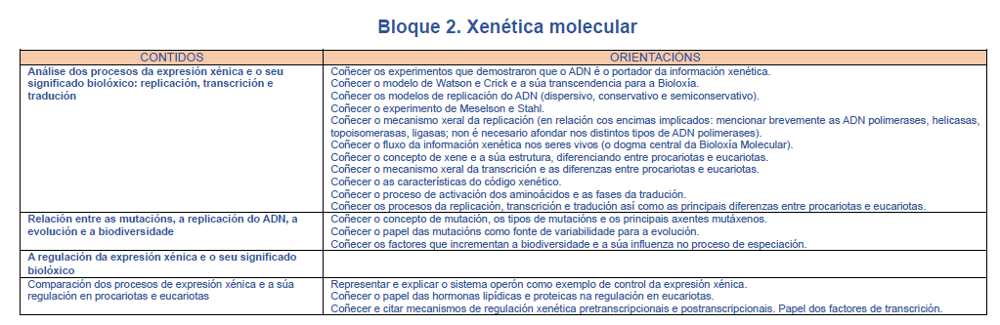 Bloque 2. Xenética molecular
CONTIDOS
ORIENTACIÓNS
Análise dos procesos da expresión xénica e o seu
significado biolóxico: replicación, transcrición e
tradución
Coñecer os experimentos que demostraron que o ADN é o portador da información xenética.
Coñecer o modelo de Watson e Crick e a súa transcendencia para a Bioloxía.
Coñecer os modelos de replicación do ADN (dispersivo, conservativo e semiconservativo).
Coñecer o experimento de Meselson e Stahl.
Coñecer o mecanismo xeral da replicación (en relación cos encimas implicados: mencionar brevemente as ADN polimerases, helicasas,
topoisomerasas, ligasas; non é necesario afondar nos distintos tipos de ADN polimerases).
Coñecer o fluxo da información xenética nos seres vivos (o dogma central da Bioloxía Molecular).
Coñecer o concepto de xene e a súa estrutura, diferenciando entre procariotas e eucariotas.
Coñecer o mecanismo xeral da transcrición e as diferenzas entre procariotas e eucariotas.
Coñecer o as características do código xenético.
Coñecer o proceso de activación dos aminoácidos e as fases da tradución.
Coñecer os procesos da replicación, transcrición e tradución así como as principais diferenzas entre procariotas e eucariotas.
Relación entre as mutacións, a replicación do ADN, a
evolución e a biodiversidade
Coñecer o concepto de mutación, os tipos de mutacións e os principais axentes mutáxenos.
Coñecer o papel das mutacións como fonte de variabilidade para a evolución.
Coñecer os factores que incrementan a biodiversidade e a súa influenza no proceso de especiación.
A regulación da expresión xénica e o seu significado
biolóxico
Comparación dos procesos de expresión xénica e a súa
regulación en procariotas e eucariotas
Representar e explicar o sistema operón como exemplo de control da expresión xénica.
Coñecer o papel das hormonas lipídicas e proteicas na regulación en eucariotas.
Coñecer e citar mecanismos de regulación xenética pretranscripcionais e postranscripcionais. Papel dos factores de transcrición.